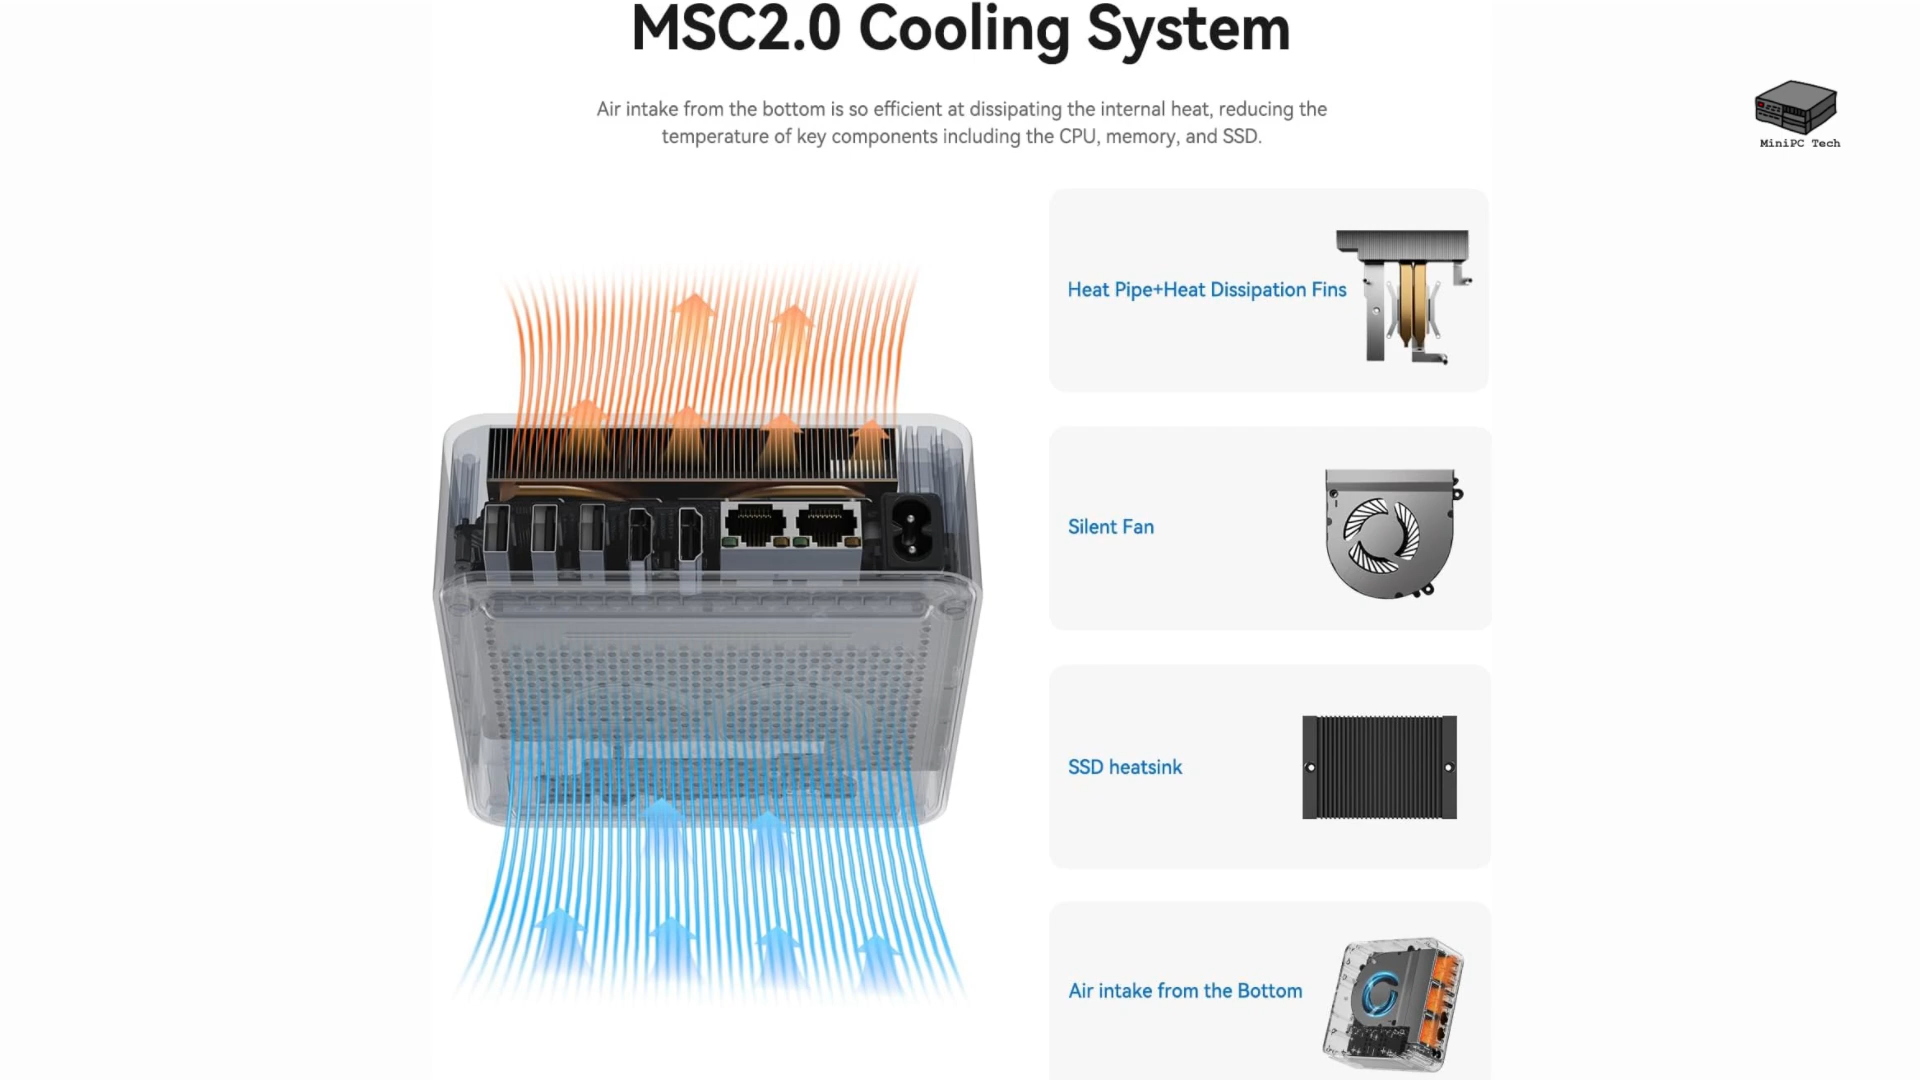 MSC2.0 Cooling System
Air intake from the bottom is so efficient at dissipating the internal heat, reducing the
temperature of key components including the CPU, memory, and SSD.
MiniPC Tech
Heat Pipe+Heat Dissipation Fins
Silent Fan
SSD heatsink
Air intake from the Bottom